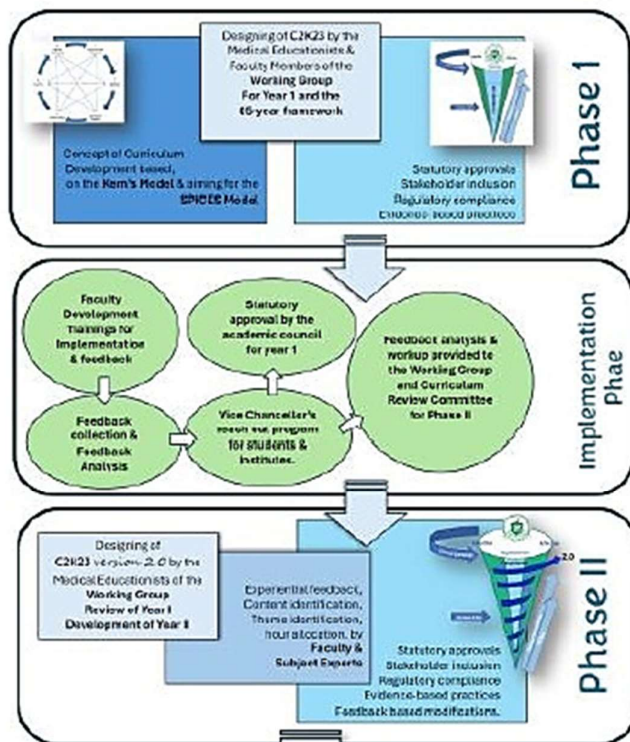 Designing of C2K23 by the
Medical Educationists &
Faculty Members of the
Working Group
For Year 1 and the
05-year framework
Concept of Curriculum
Development based,
on the Kern's Model & aiming for the
SPICES Model
Statutory approvals
Stakeholder inclusion
Regulatory compliance
Evidence-based practices
Phase 1
Faculty
Development
Trainings for
Implementation
& feedback
Statutory
approval by the
academic council
for year 1
Feedback analysis &
workup provided to
the Working Group
and Curriculum
Review Committee
for Phase II
Feedback
collection &
Feedback
Analysis
Vice Chancellor's
reach out program
for students &
institutes.
Implementation
Phae
Designing of
C2K23 version 2.0 by the
Medical Educationists of the
Working Group
Review of Year I
Development of Year II
Experiential feedback,
Content identification,
Theme identification,
hour allocation, by
Faculty &
Subject Experts
2.0
Statutory approvals
Stakeholder inclusion
Regulatory compliance
Evidence-based practices
Feedback based modifications.
Phase II